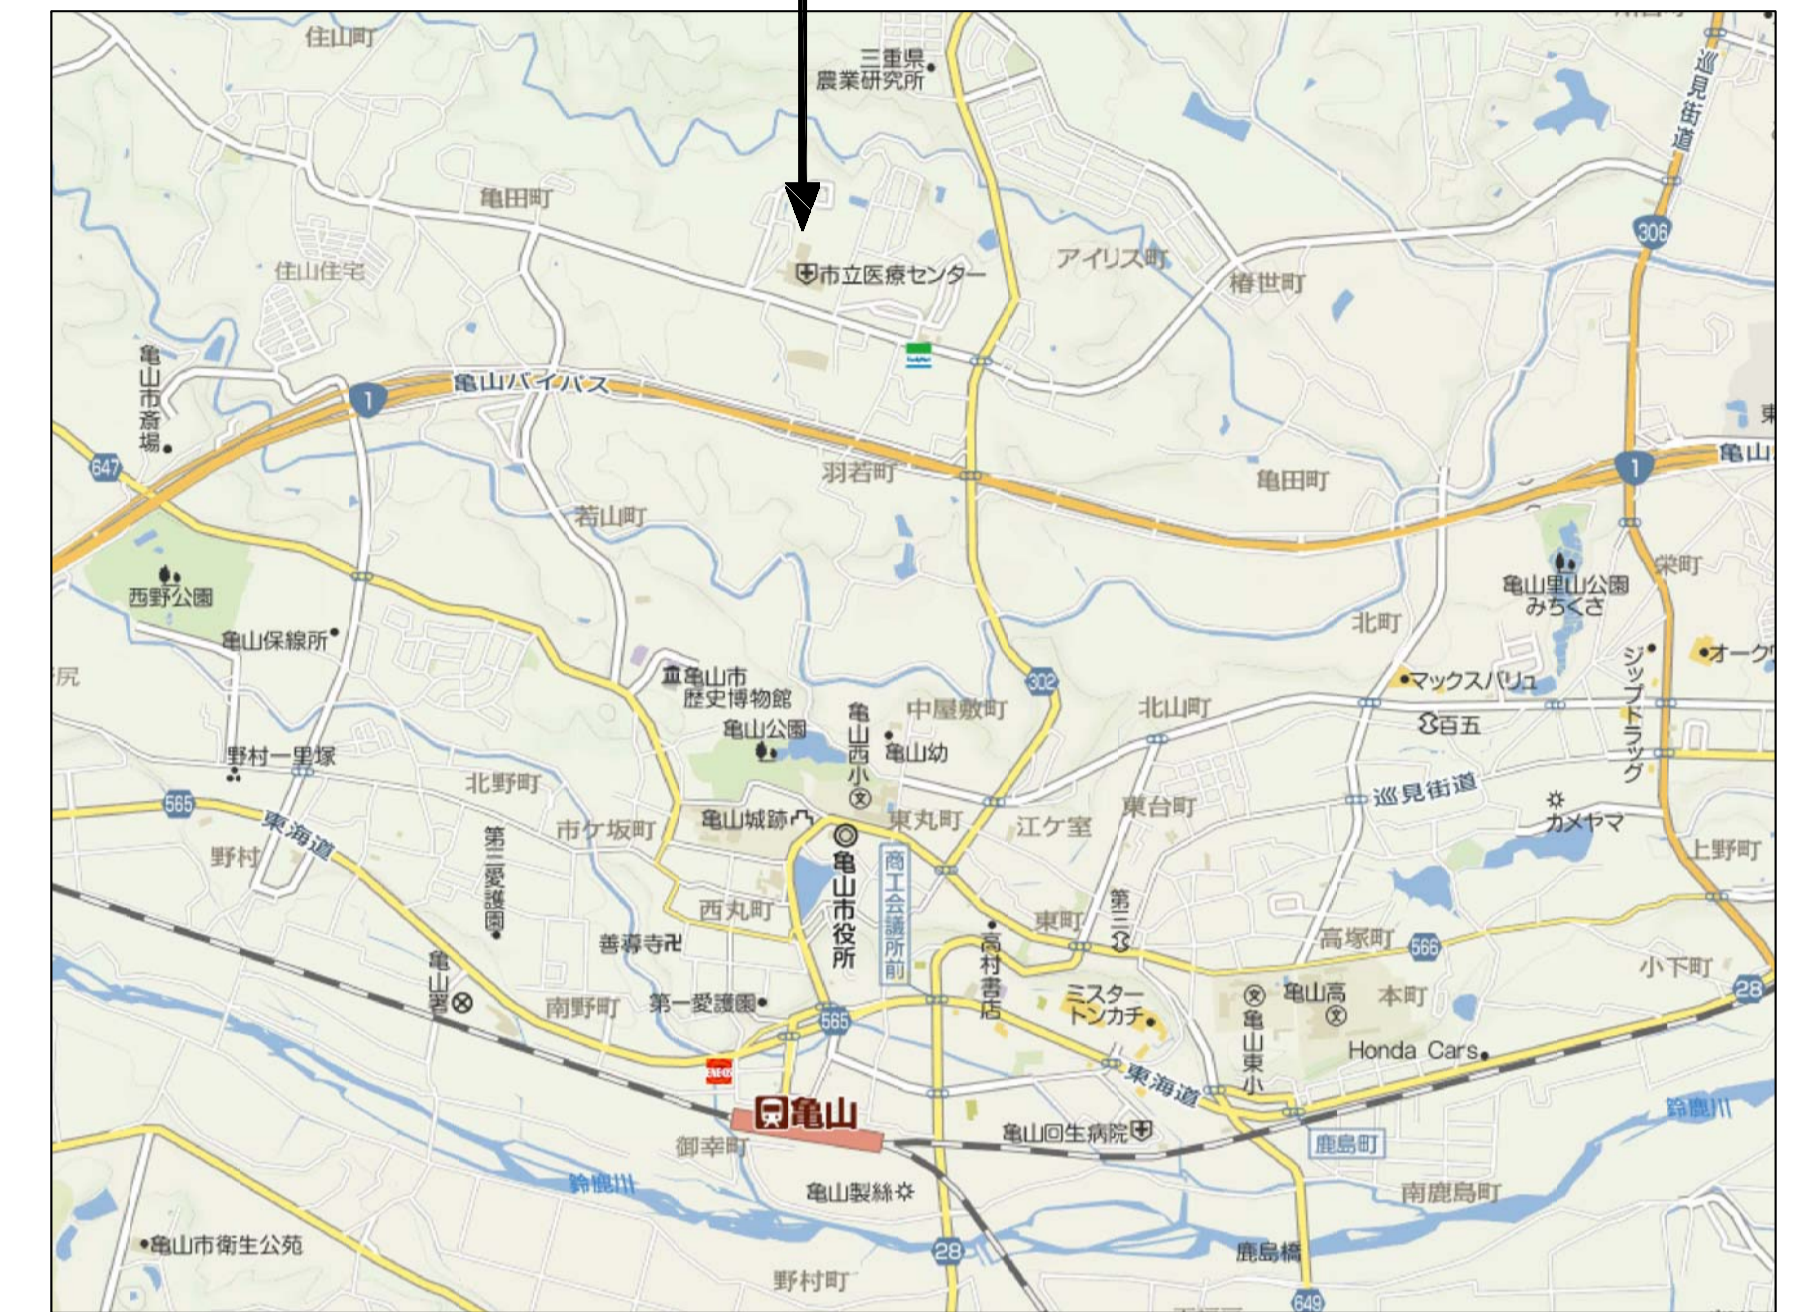 住山町
三重県
農業研究所
巡見街道
亀田町
住山住宅
市立医療センター
アイリス町
椿世町
306
FamilyMart
亀山市斎場
1
亀山バイパス
647
羽若町
亀田町
1
亀山
若山町
西野公園
亀山里山公園
みちくさ
栄町
北町
亀山保線所
尻
亀山市
歴史博物館
302
マックスバリュ
ジップドラッグ
オーク
亀山公園
亀山西小
中屋敷町
亀山幼
北山町
百五
野村一里塚
北野町
565
東海道
亀山城跡
東丸町
江ケ室
東台町
巡見街道
カメヤマ
市ケ坂町
野村
第三愛護園
亀山市役所
商工会議所前
上野町
西丸町
東町
第三
善導寺
高村書店
高塚町
566
小下町
亀山署
南野町
第一愛護園
565
ミスター
トンカチ
亀山高
本町
28
亀山東小
Honda Cars
ENEOS
亀山
東海道
御幸町
亀山回生病院
鹿島町
鈴鹿川
鈴鹿川
亀山製絲
南鹿島町
亀山市衛生公苑
28
鹿島橋
野村町
649